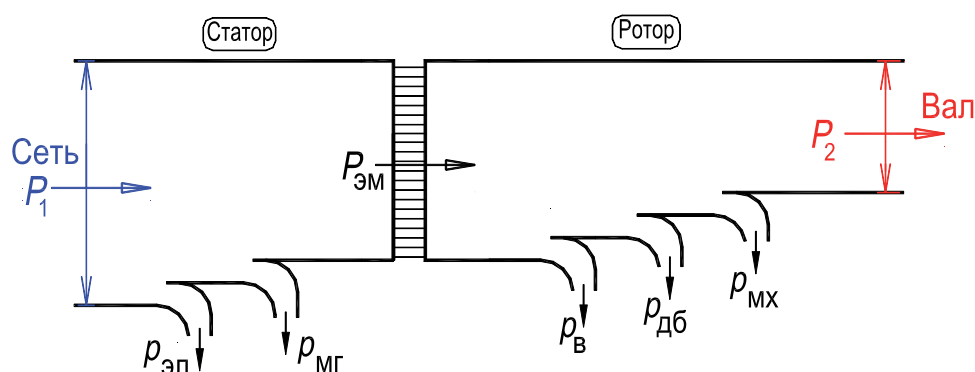 Статор
Ротор
Сеть
P1
Pэм
P2
Вал
pэл
pмг
pв
pдб
pмх